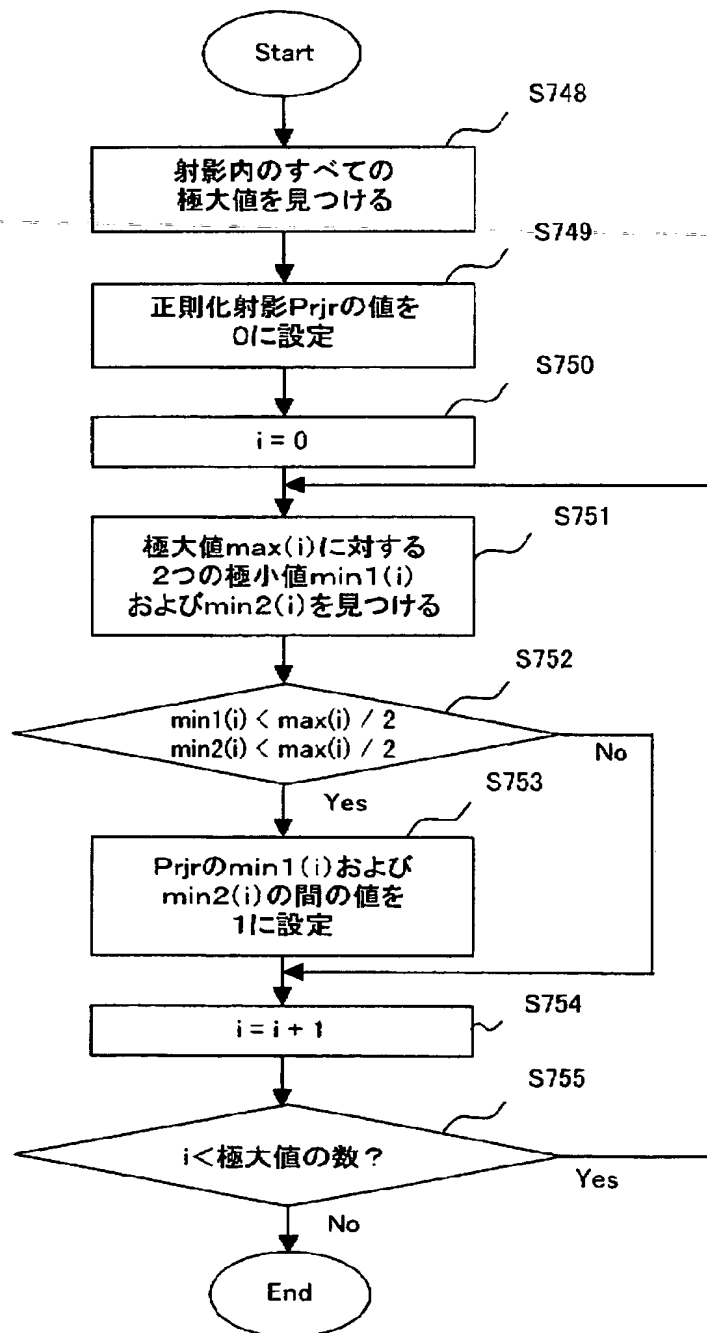 Start
S748
射影内のすべての
極大値を見つける
S749
正則化射影Prjrの値を
0に設定
S750
i = 0
S751
極大値max(i)に対する
2つの極小値min1(i)
およびmin2(i)を見つける
S752
min1(i) < max(i) / 2
min2(i) < max(i) / 2
No
Yes
S753
Prjrのmin1(i)および
min2(i)の間の値を
1に設定
S754
i = i + 1
S755
i<極大値の数?
Yes
No
End